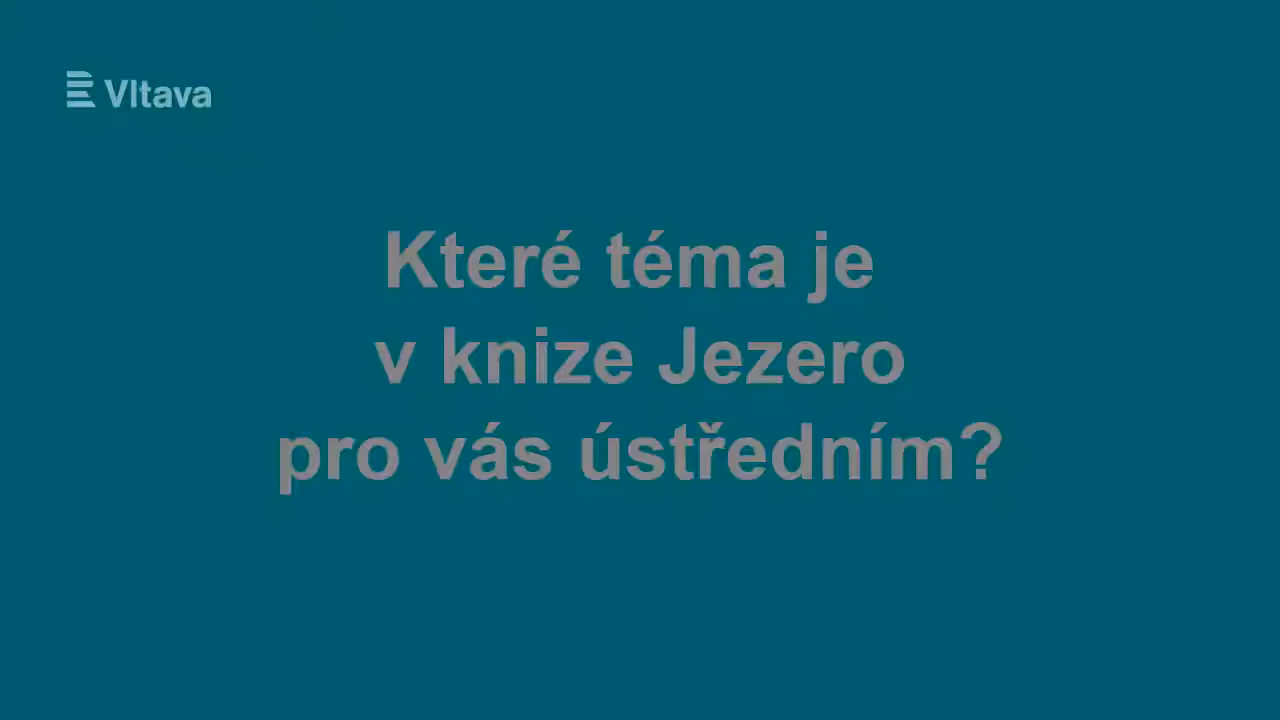 Vltava
Které téma je
v knize Jezero
pro vás ústředním?